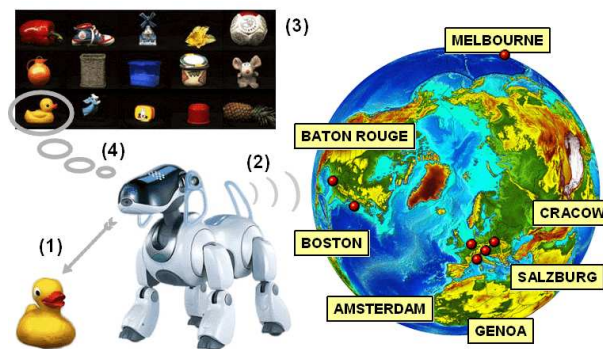 (3)
MELBOURNE
BATON ROUGE
(4)
(2)
CRACOW
(1)
BOSTON
SALZBURG
AMSTERDAM
GENOA